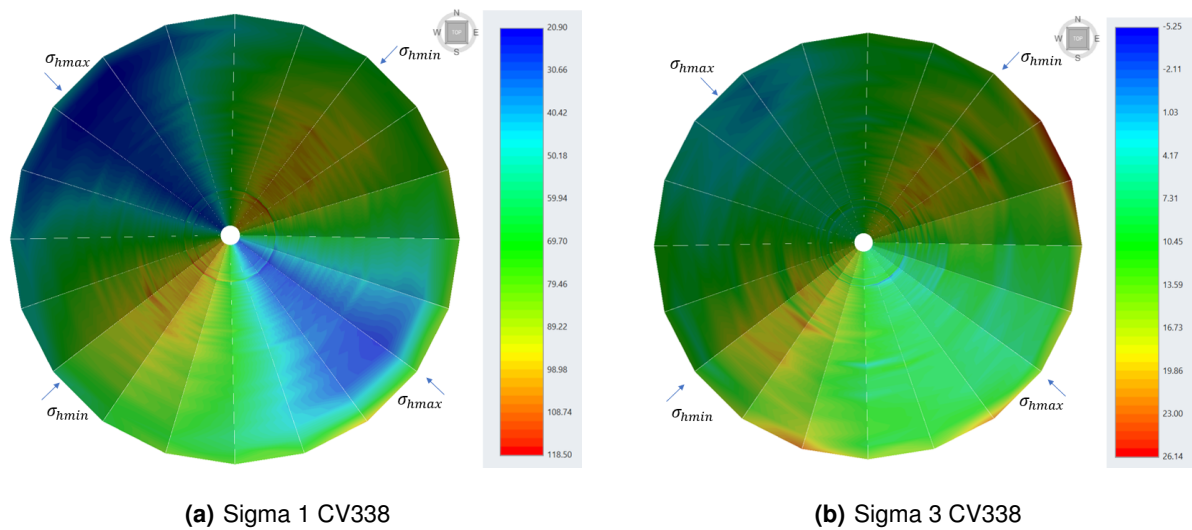 N
W TOP E
S
σhmax
σhmin
σhmin
σhmax
20.90
30.66
40.42
50.18
59.94
69.70
79.46
89.22
98.98
108.74
118.50
N
W TOP E
S
σhmax
σhmin
σhmin
σhmax
-5.25
-2.11
1.03
4.17
7.31
10.45
13.59
16.73
19.86
23.00
26.14
(a) Sigma 1 CV338
(b) Sigma 3 CV338